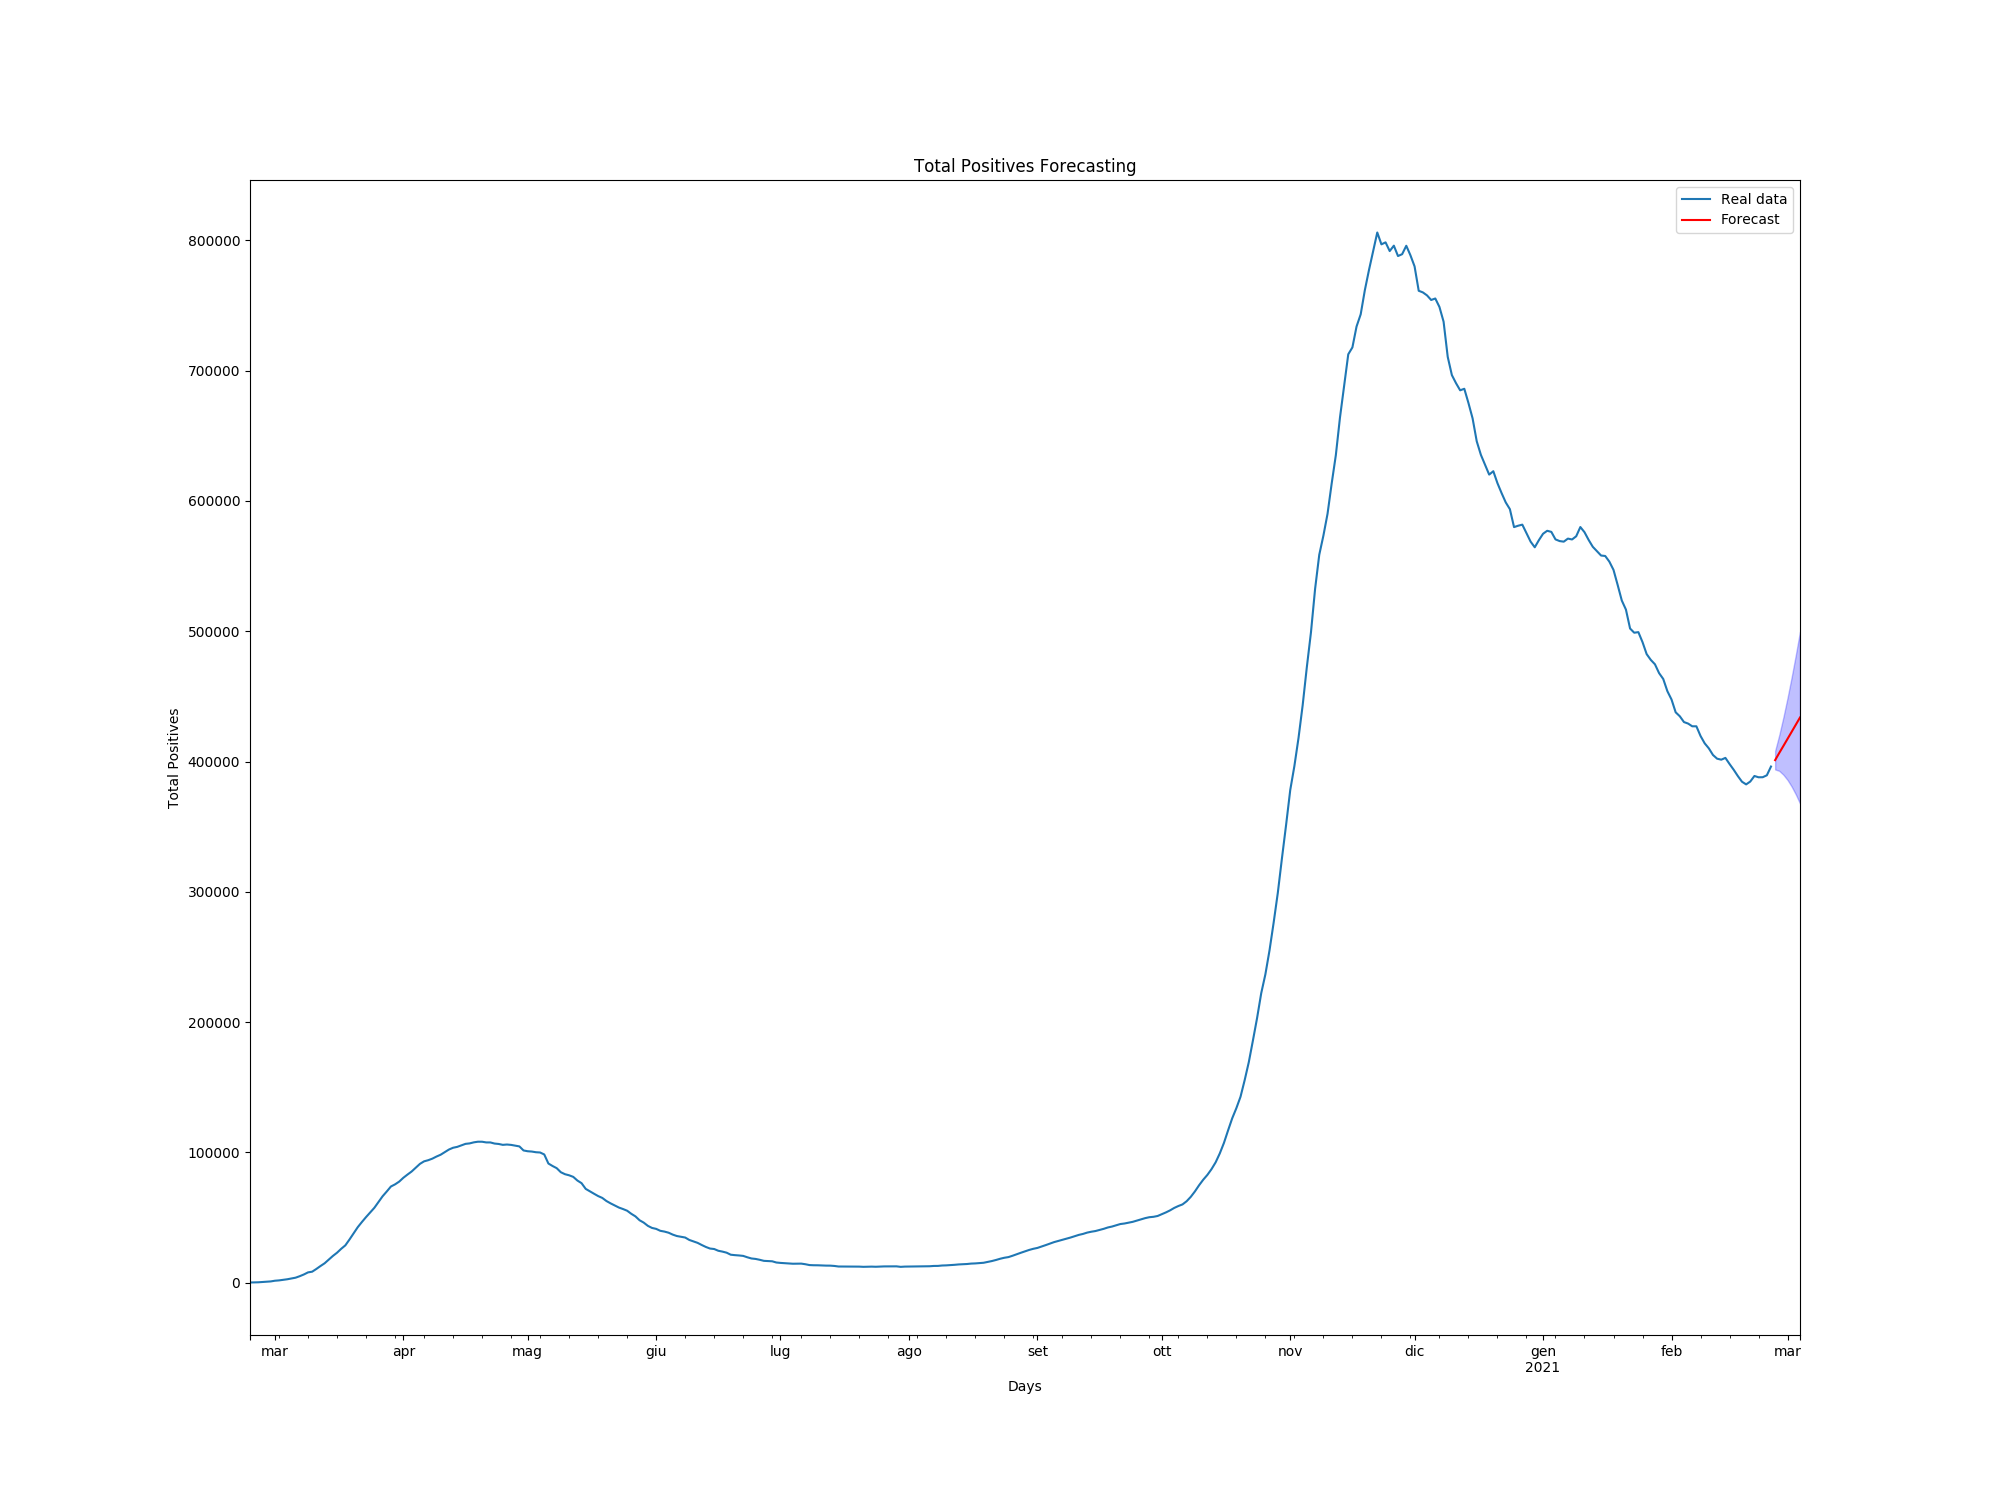 Total Positives Forecasting
Real data
Forecast
800000
700000
600000
500000
400000
300000
200000
100000
0
Total Positives
mar apr mag giu lug ago set ott nov dic gen feb mar
2021
Days